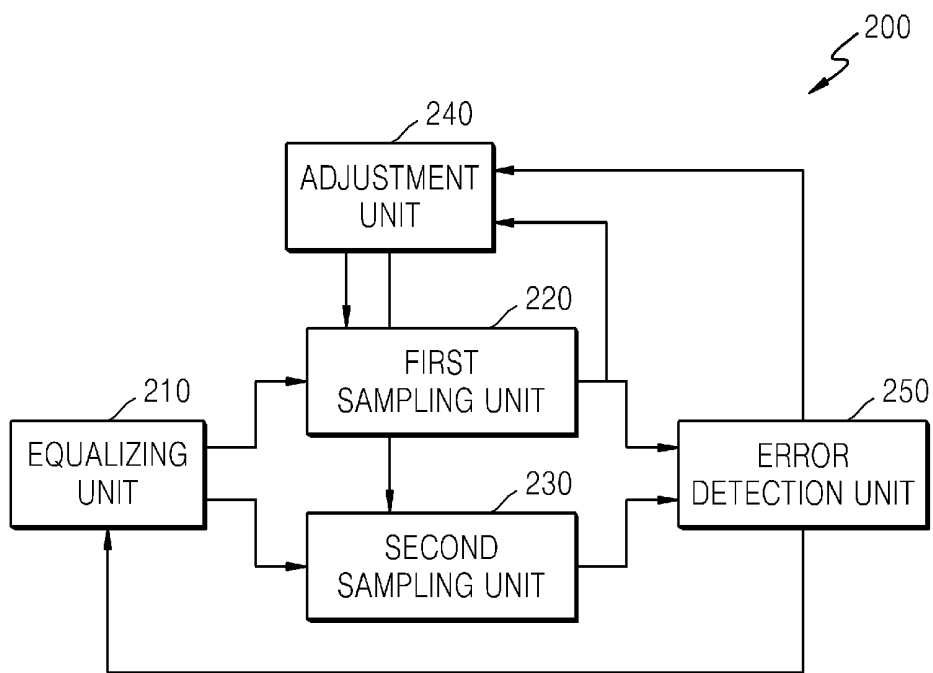 200
240
ADJUSTMENT
UNIT
220
FIRST
SAMPLING UNIT
210
EQUALIZING
UNIT
250
ERROR
DETECTION UNIT
230
SECOND
SAMPLING UNIT